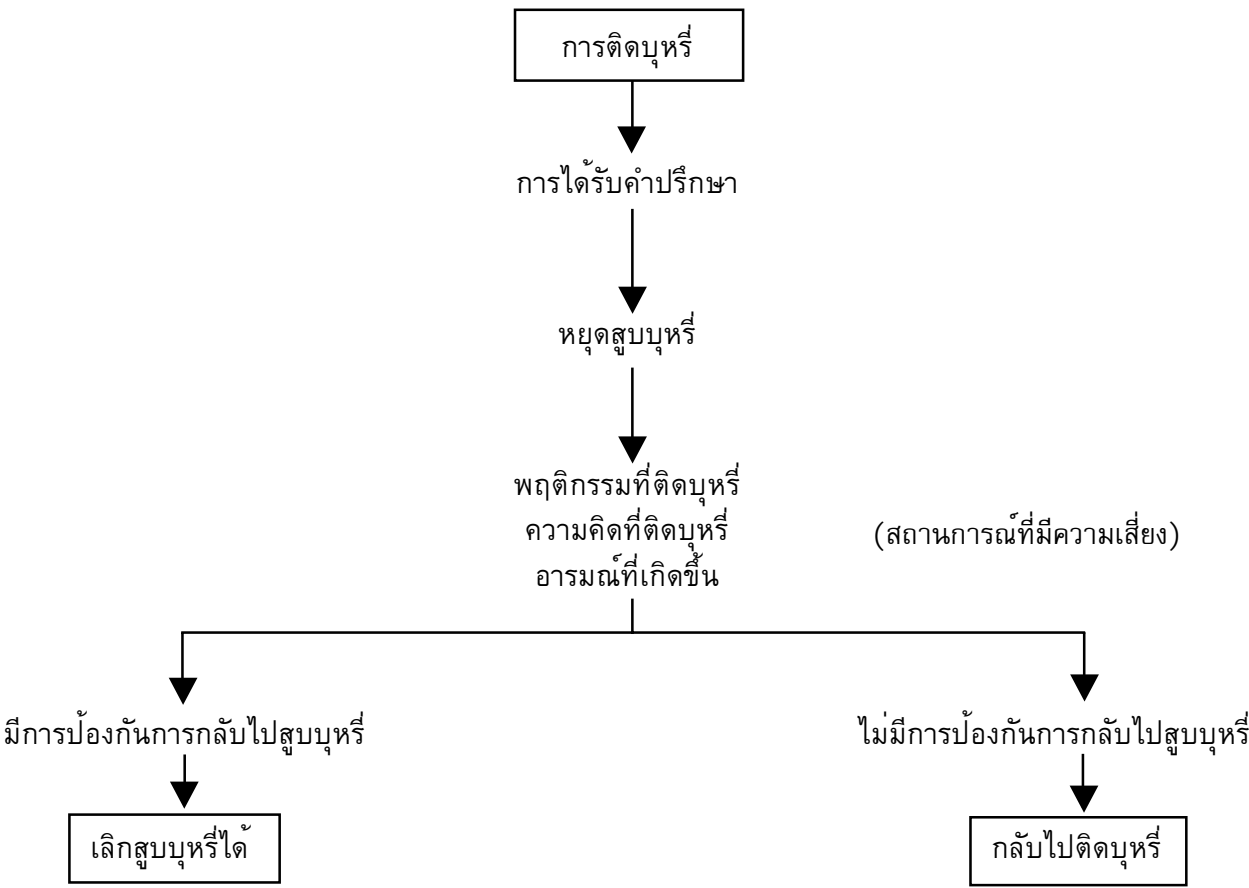 การติดบุหรี่
การได้รับคำปรึกษา
หยุดสูบบุหรี่
พฤติกรรมที่ติดบุหรี่
ความคิดที่ติดบุหรี่
(สถานการณ์ที่มีความเสี่ยง)
อารมณ์ที่เกิดขึ้น
มีการป้องกันการกลับไปสูบบุหรี่
ไม่มีการป้องกันการกลับไปสูบบุหรี่
เลิกสูบบุหรี่ได้
กลับไปติดบุหรี่